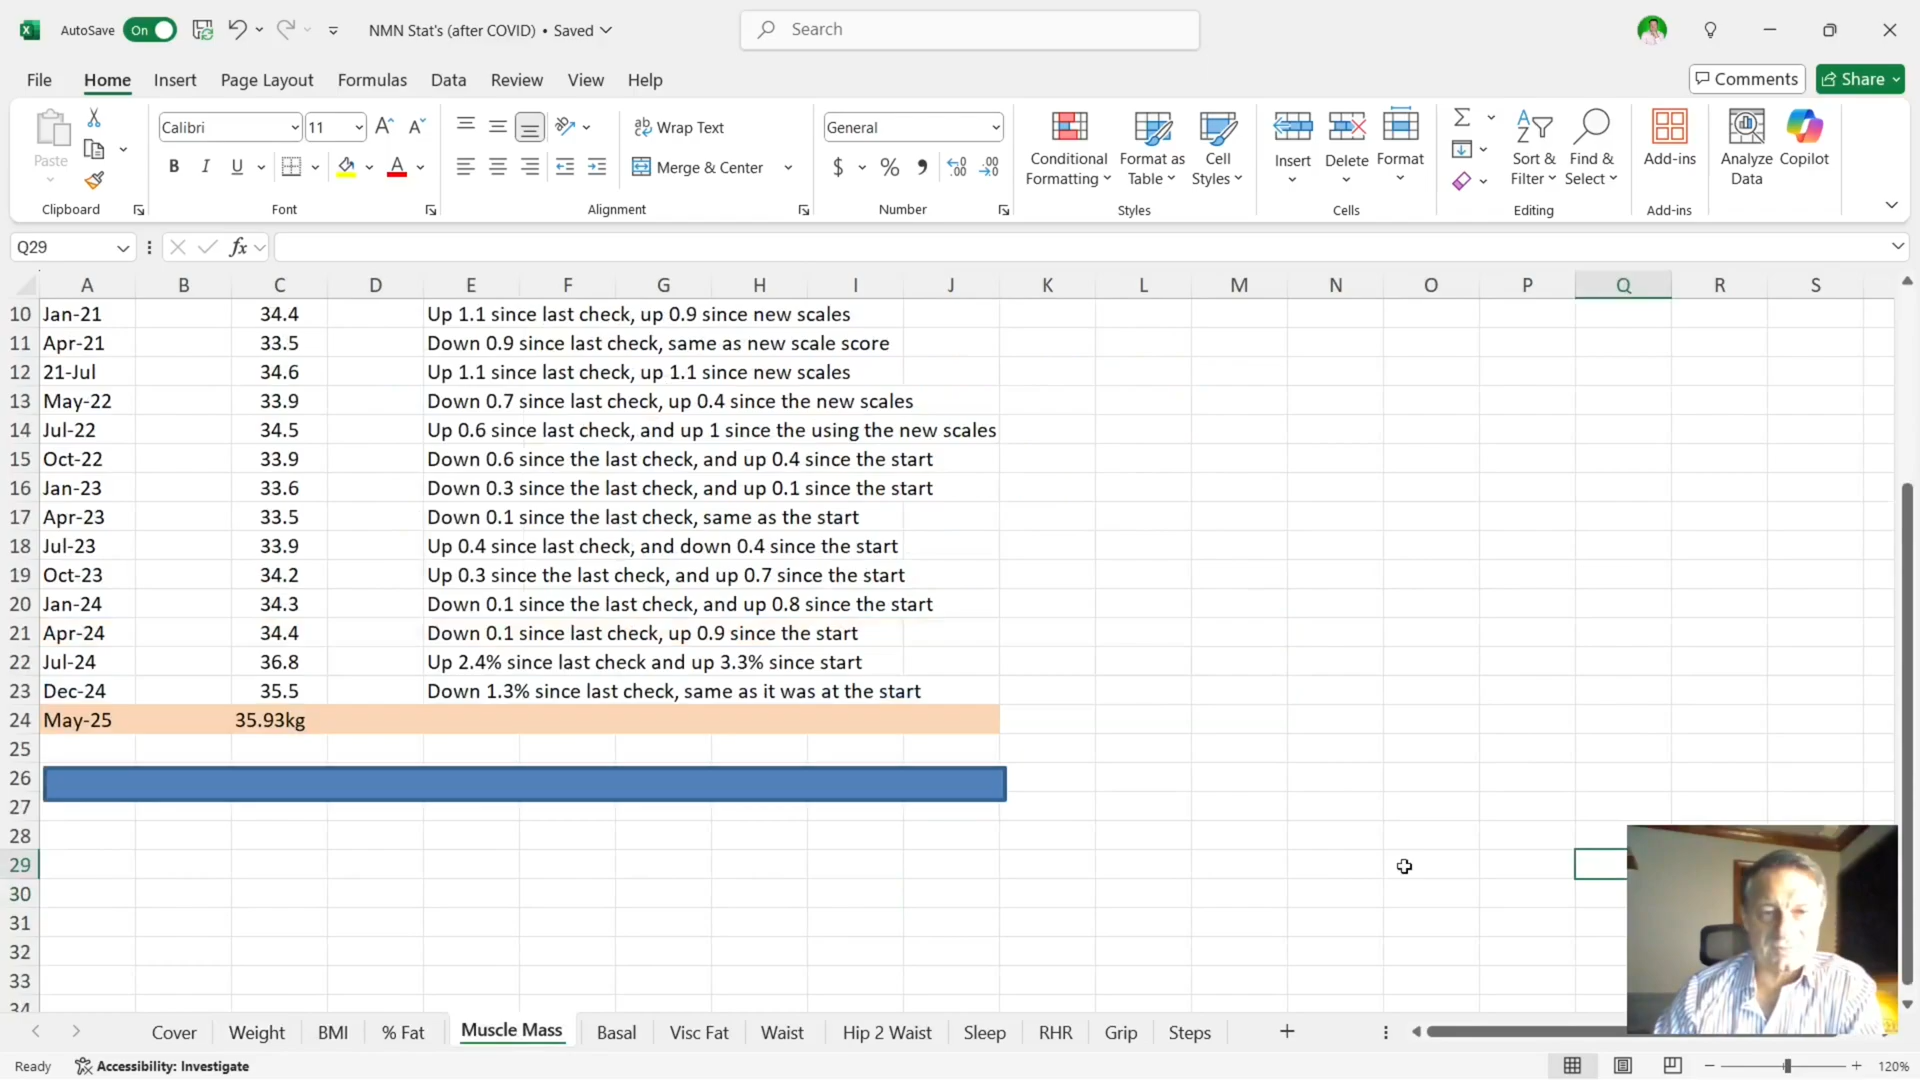 AutoSave On NMN Stat's (after COVID) • Saved Search
File Home Insert Page Layout Formulas Data Review View Help Comments Share
Paste Calibri 11 Wrap Text General Conditional Formatting Format as Table Cell Styles Insert Delete Format Sort & Filter Find & Select Add-ins Analyze Data Copilot
B I U A Merge & Center $ % 9
Clipboard Font Alignment Number Styles Cells Editing Add-ins
Q29 fx
A B C D E F G H I J K L M N O P Q R S
10 Jan-21 34.4 Up 1.1 since last check, up 0.9 since new scales
11 Apr-21 33.5 Down 0.9 since last check, same as new scale score
12 21-Jul 34.6 Up 1.1 since last check, up 1.1 since new scales
13 May-22 33.9 Down 0.7 since last check, up 0.4 since the new scales
14 Jul-22 34.5 Up 0.6 since last check, and up 1 since the using the new scales
15 Oct-22 33.9 Down 0.6 since the last check, and up 0.4 since the start
16 Jan-23 33.6 Down 0.3 since the last check, and up 0.1 since the start
17 Apr-23 33.5 Down 0.1 since the last check, same as the start
18 Jul-23 33.9 Up 0.4 since last check, and down 0.4 since the start
19 Oct-23 34.2 Up 0.3 since the last check, and up 0.7 since the start
20 Jan-24 34.3 Down 0.1 since the last check, and up 0.8 since the start
21 Apr-24 34.4 Down 0.1 since last check, up 0.9 since the start
22 Jul-24 36.8 Up 2.4% since last check and up 3.3% since start
23 Dec-24 35.5 Down 1.3% since last check, same as it was at the start
24 May-25 35.93kg
25
26
27
28
29
30
31
32
33
34
Cover Weight BMI % Fat Muscle Mass Basal Visc Fat Waist Hip 2 Waist Sleep RHR Grip Steps
Ready Accessibility: Investigate 120%